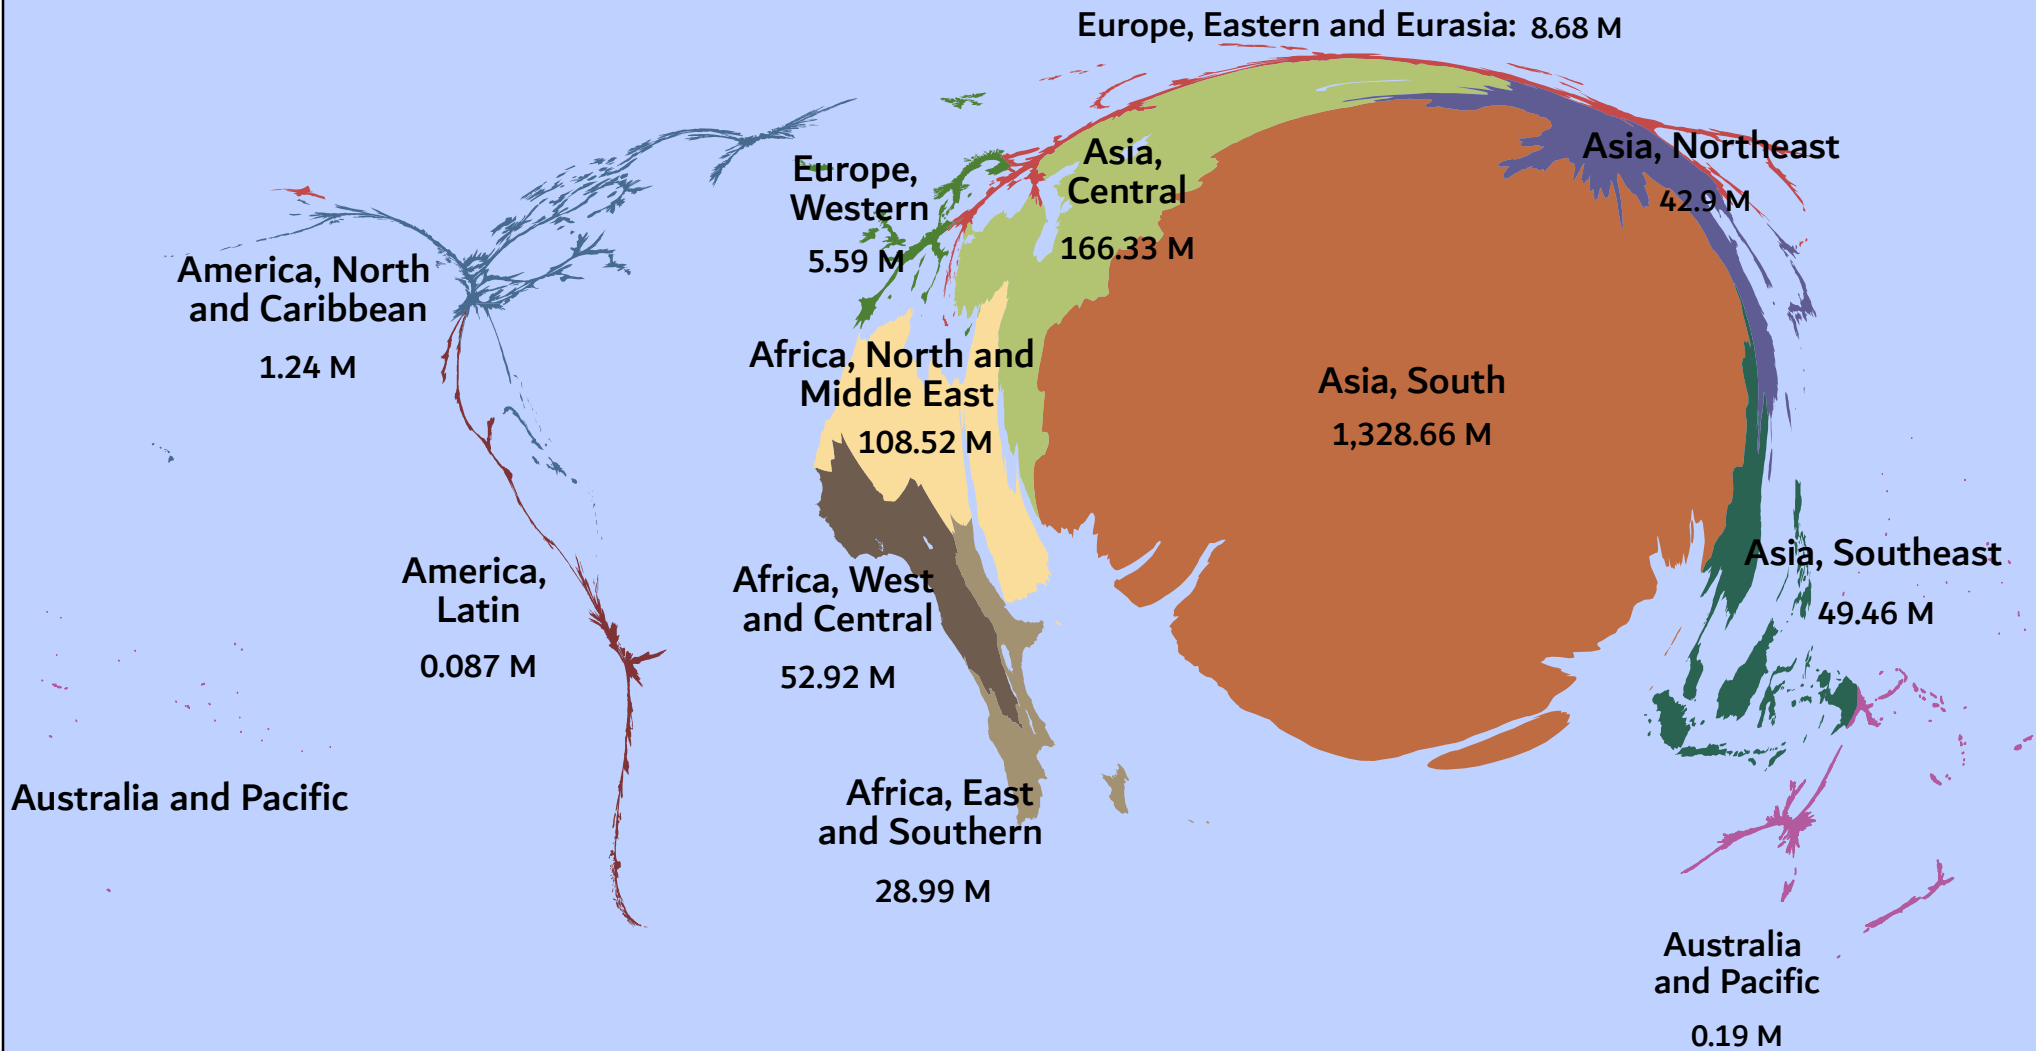 Europe, Eastern and Eurasia: 8.68 M
Europe,
Western
5.59 M
Asia,
Central
166.33 M
Asia, Northeast
42.9 M
America, North
and Caribbean
1.24 M
Africa, North and
Middle East
108.52 M
Asia, South
1,328.66 M
America,
Latin
0.087 M
Africa, West
and Central
52.92 M
Asia, Southeast
49.46 M
Australia and Pacific
Africa, East
and Southern
28.99 M
Australia
and Pacific
0.19 M